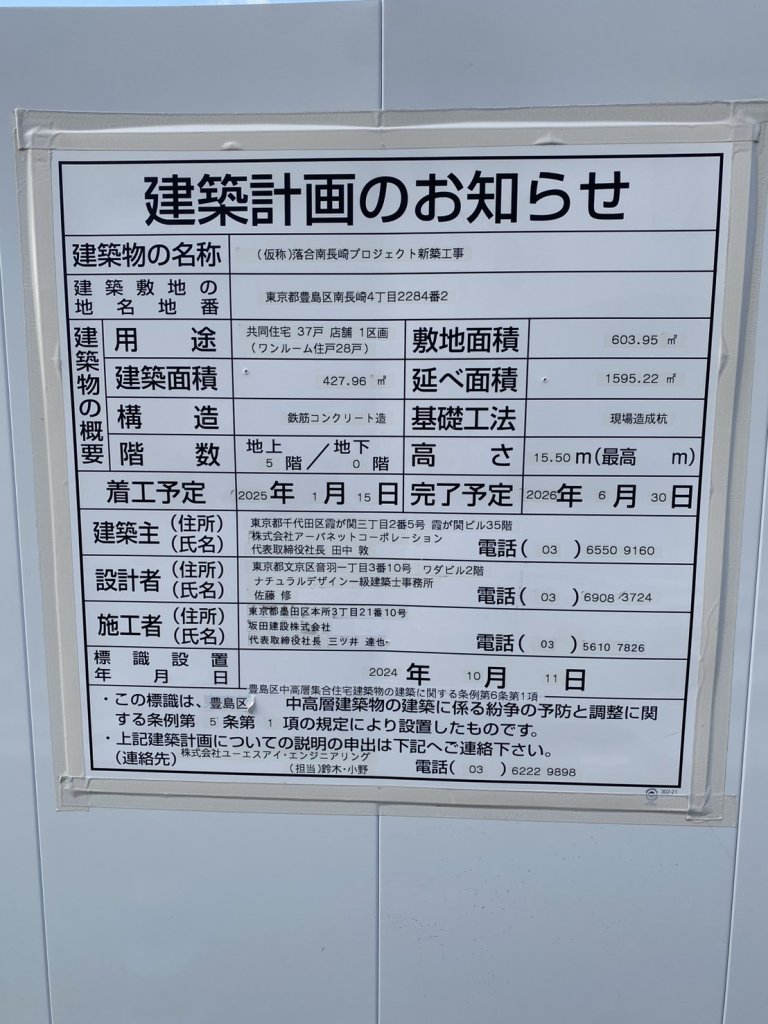 建築計画のお知らせ
建築物の名称 (仮称)落合南長崎プロジェクト新築工事
建築敷地の
地名地番 東京都豊島区南長崎4丁目2284番2
建築物の概要
用途 共同住宅 37戸 店舗 1区画
(ワンルーム住戸28戸)
敷地面積 603.95 ㎡
建築面積 427.96 ㎡ 延べ面積 1595.22 ㎡
構造 鉄筋コンクリート造 基礎工法 現場造成杭
階数 地上 5 階/地下 0 階 高さ 15.50 m(最高 m)
着工予定 2025年 1月 15日 完了予定 2026年 6月 30日
建築主 (住所) 東京都千代田区霞が関三丁目2番5号 霞が関ビル35階
(氏名) 株式会社アーバネットコーポレーション
代表取締役社長 田中 敦 電話( 03 )6550 9160
設計者 (住所) 東京都文京区音羽一丁目3番10号 ワダビル2階
(氏名) ナチュラルデザイン一級建築士事務所
佐藤 修 電話( 03 )6908 3724
施工者 (住所) 東京都墨田区本所3丁目21番10号
(氏名) 坂田建設株式会社
代表取締役社長 三ツ井 達也 電話( 03 )5610 7826
標識設置
年月日 2024 年 10月 11日
豊島区中高層集合住宅建築物の建築に関する条例第6条第1項
・この標識は、豊島区 中高層建築物の建築に係る紛争の予防と調整に関
する条例第 5 条第 1 項の規定により設置したものです。
・上記建築計画についての説明の申出は下記へご連絡下さい。
(連絡先) 株式会社ユーエスアイ・エンジニアリング
(担当)鈴木・小野 電話( 03 )6222 9898
302-21